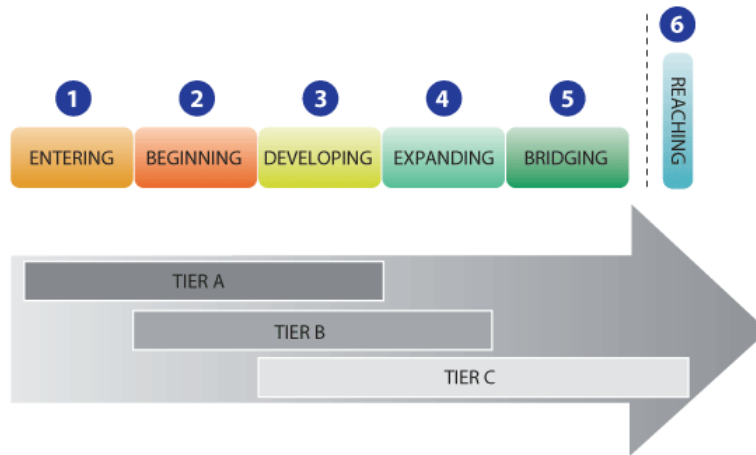 6
1 2 3 4 5
ENTERING BEGINNING DEVELOPING EXPANDING BRIDGING REACHING
TIER A
TIER B
TIER C